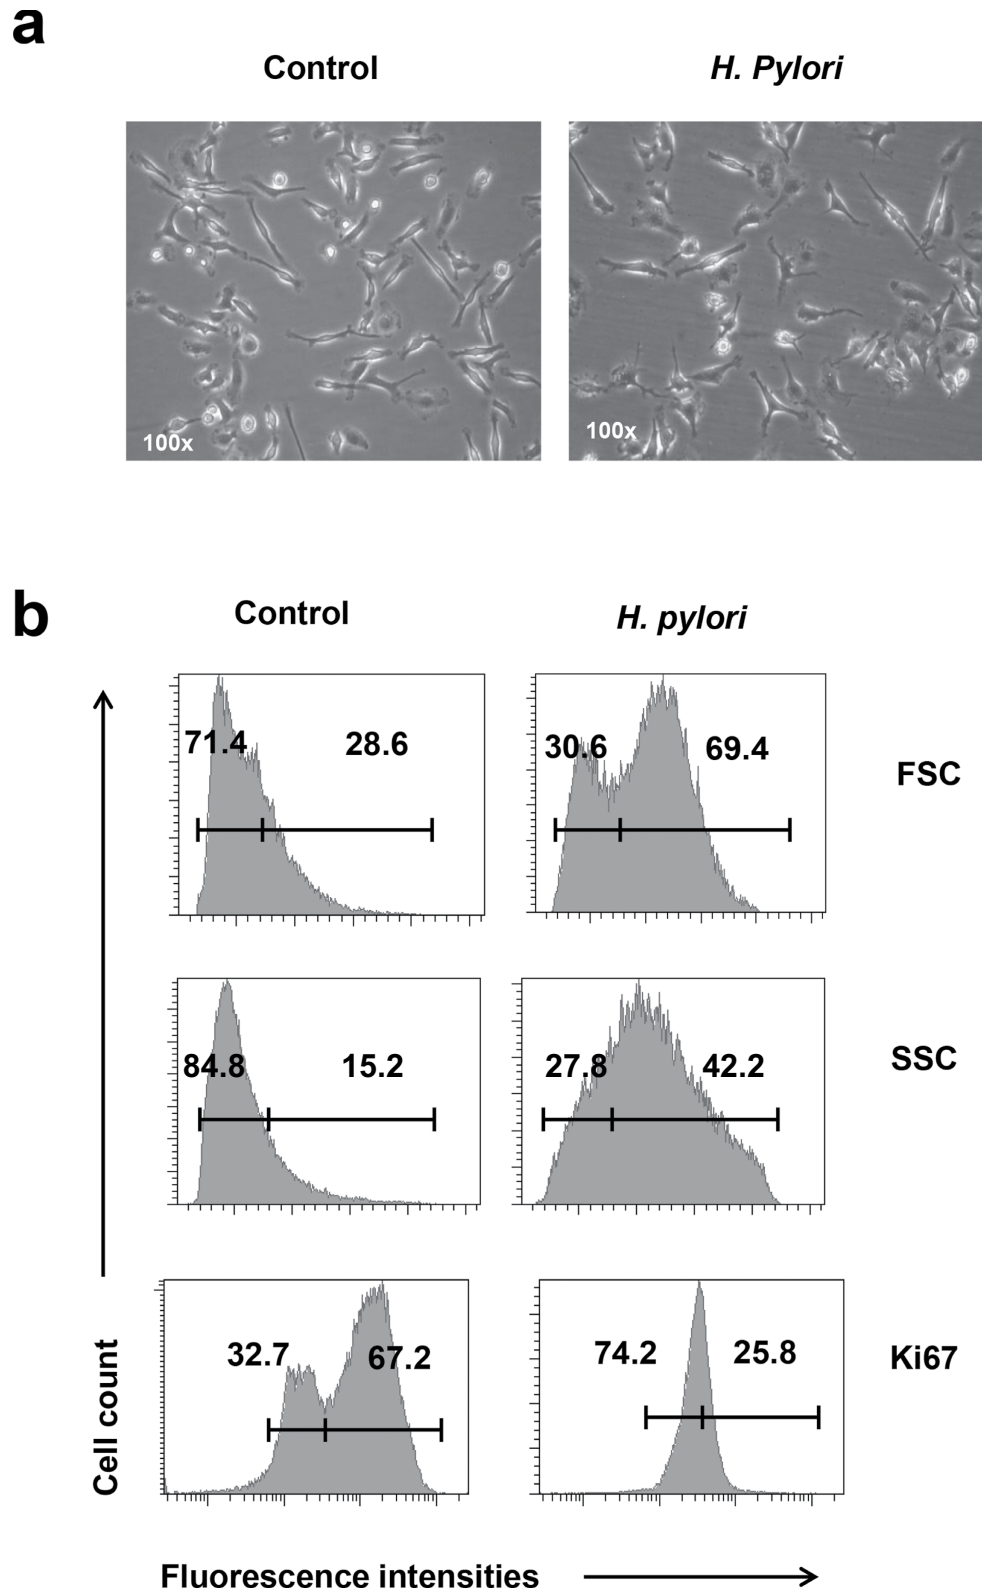 a
Control
H. Pylori
100x
100x
b
Control
H. pylori
71.4
28.6
30.6
69.4
FSC
84.8
15.2
27.8
42.2
SSC
32.7
67.2
74.2
25.8
Ki67
Cell count
Fluorescence intensities